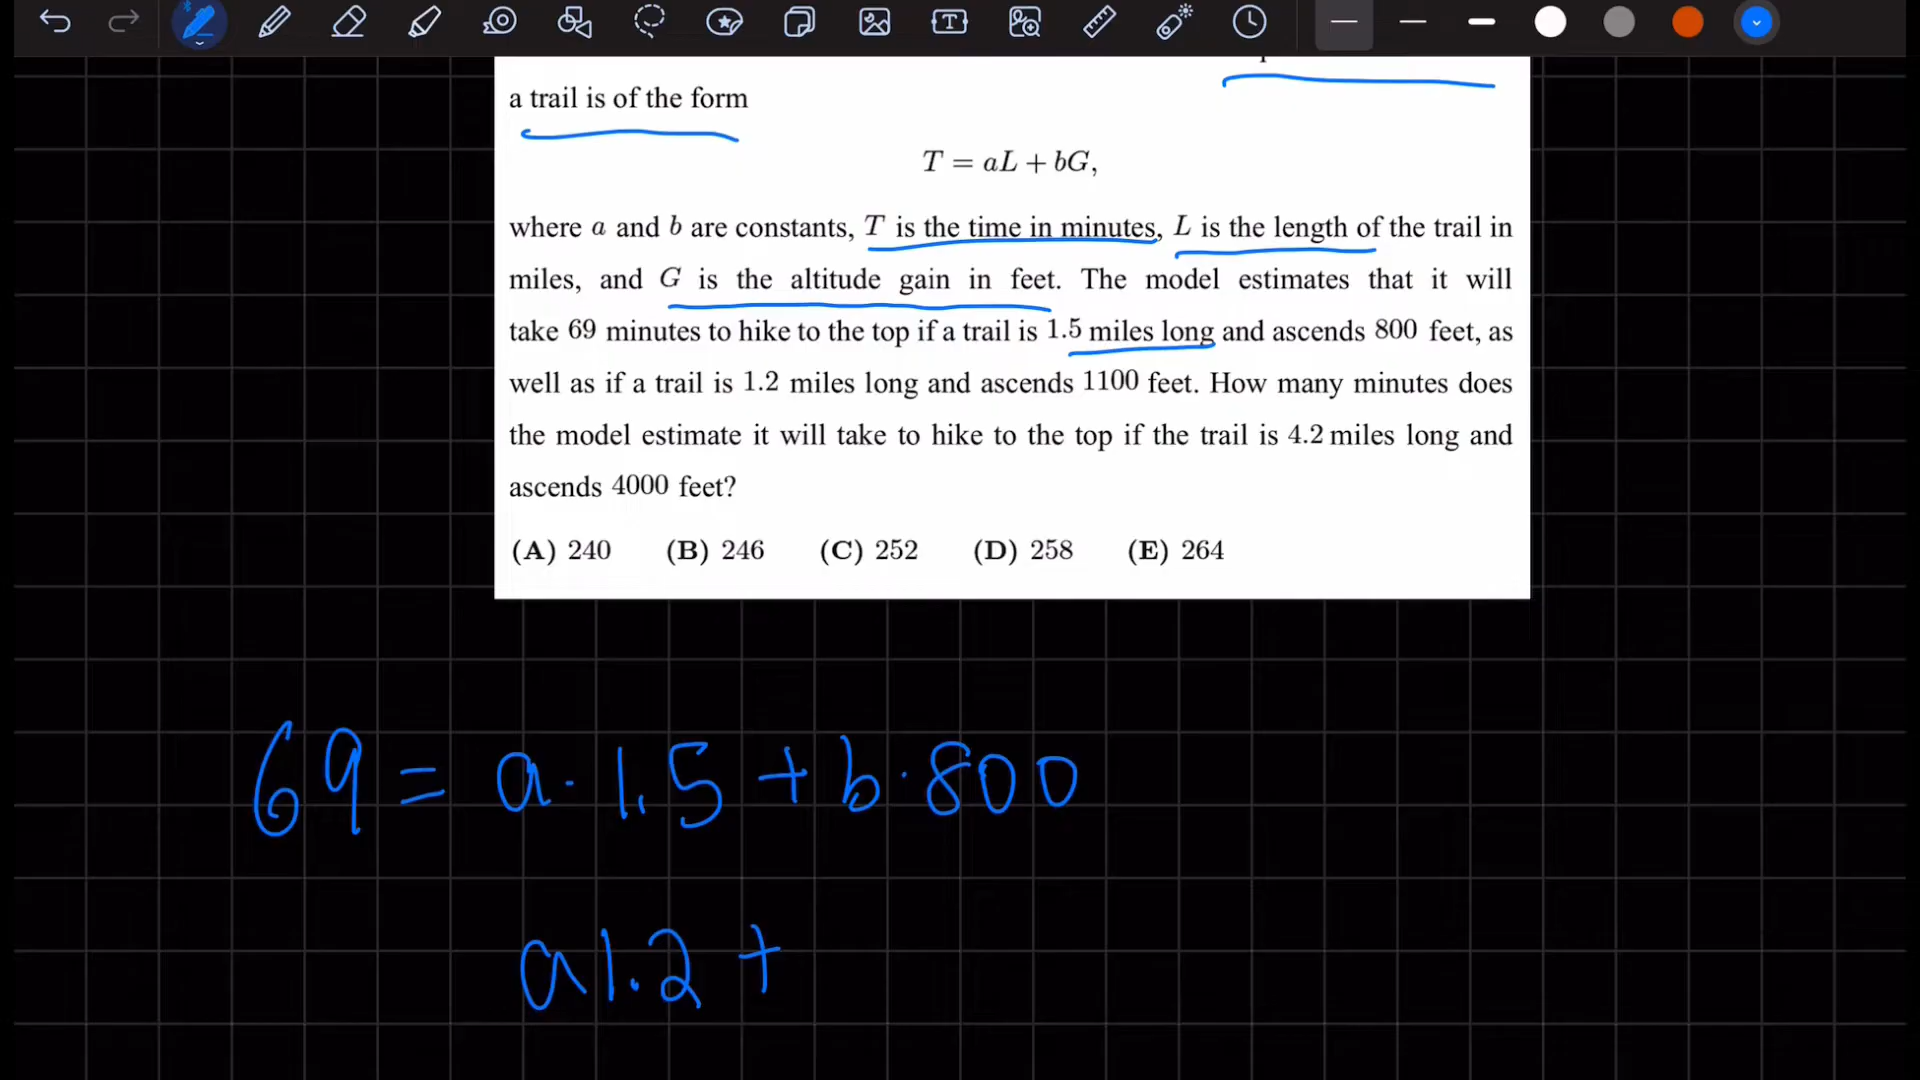 a trail is of the form
T = aL + bG,
where a and b are constants, T is the time in minutes, L is the length of the trail in
miles, and G is the altitude gain in feet. The model estimates that it will
take 69 minutes to hike to the top if a trail is 1.5 miles long and ascends 800 feet, as
well as if a trail is 1.2 miles long and ascends 1100 feet. How many minutes does
the model estimate it will take to hike to the top if the trail is 4.2 miles long and
ascends 4000 feet?
(A) 240 (B) 246 (C) 252 (D) 258 (E) 264
69 = a · 1.5 + b · 800
a 1.2 +